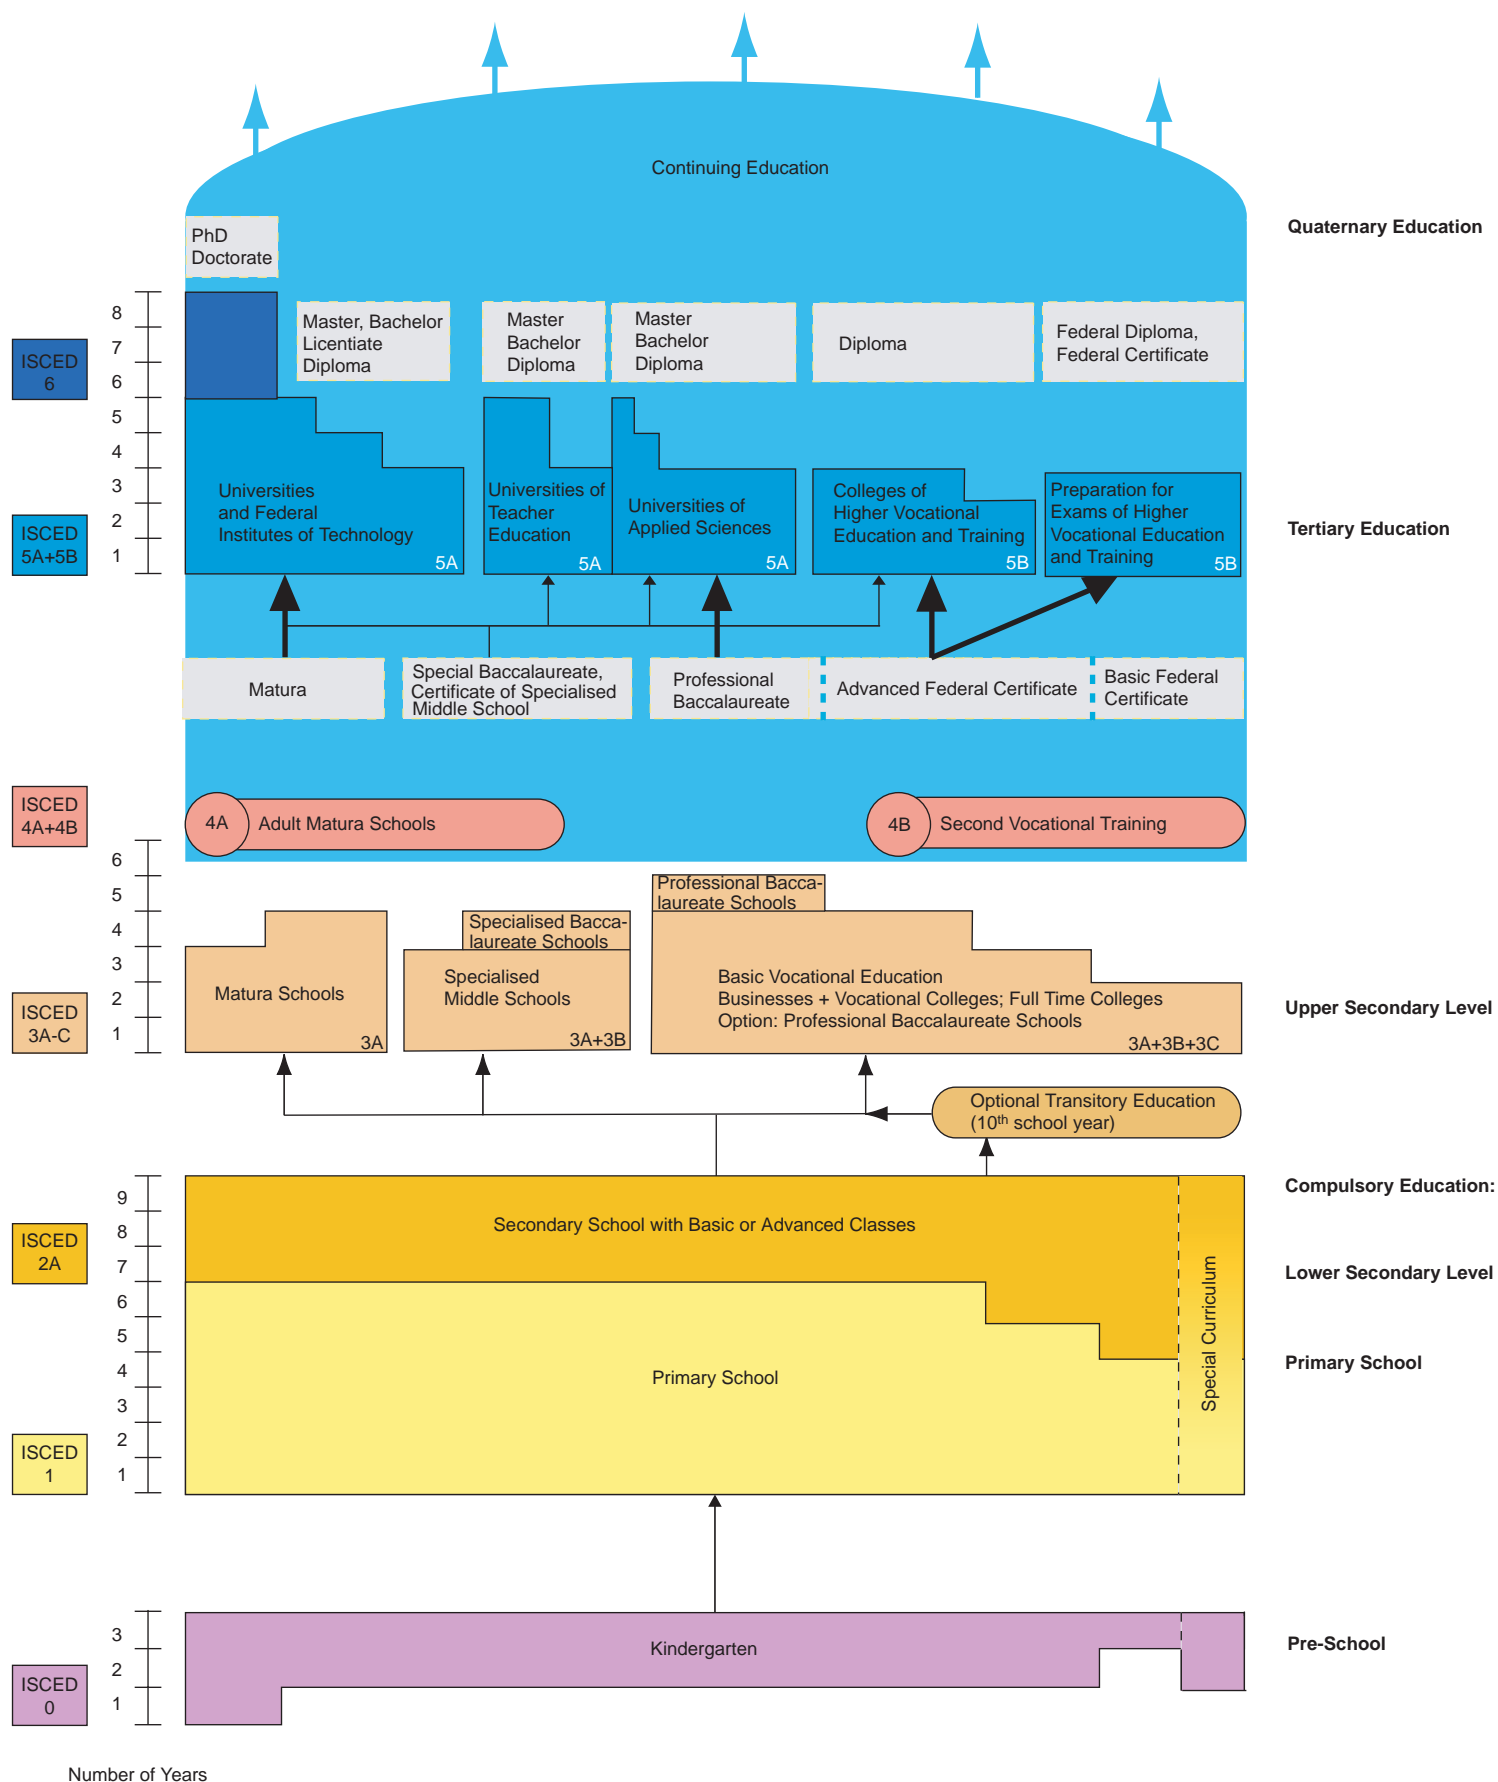 Continuing Education
Quaternary Education
PhD
Doctorate
8
7
6
5
4
3
2
1
ISCED
6
Master, Bachelor
Licentiate
Diploma
Master
Bachelor
Diploma
Master
Bachelor
Diploma
Diploma
Federal Diploma,
Federal Certificate
ISCED
5A+5B
Universities
and Federal
Institutes of Technology
5A
Universities of
Teacher
Education
5A
Universities of
Applied Sciences
5A
Colleges of
Higher Vocational
Education and Training
5B
Preparation for
Exams of Higher
Vocational Education
and Training
5B
Tertiary Education
Matura
Special Baccalaureate,
Certificate of Specialised
Middle School
Professional
Baccalaureate
Advanced Federal Certificate
Basic Federal
Certificate
ISCED
4A+4B
4A
Adult Matura Schools
4B
Second Vocational Training
6
5
4
3
2
1
ISCED
3A-C
Matura Schools
3A
Specialised Bacca-
laureate Schools
Specialised
Middle Schools
3A+3B
Professional Bacca-
laureate Schools
Basic Vocational Education
Businesses + Vocational Colleges; Full Time Colleges
Option: Professional Baccalaureate Schools
3A+3B+3C
Upper Secondary Level
Optional Transitory Education
(10th school year)
Compulsory Education:
9
8
7
6
5
4
3
2
1
ISCED
2A
Secondary School with Basic or Advanced Classes
Lower Secondary Level
Special Curriculum
Primary School
Primary School
ISCED
1
3
2
1
Kindergarten
Pre-School
ISCED
0
Number of Years